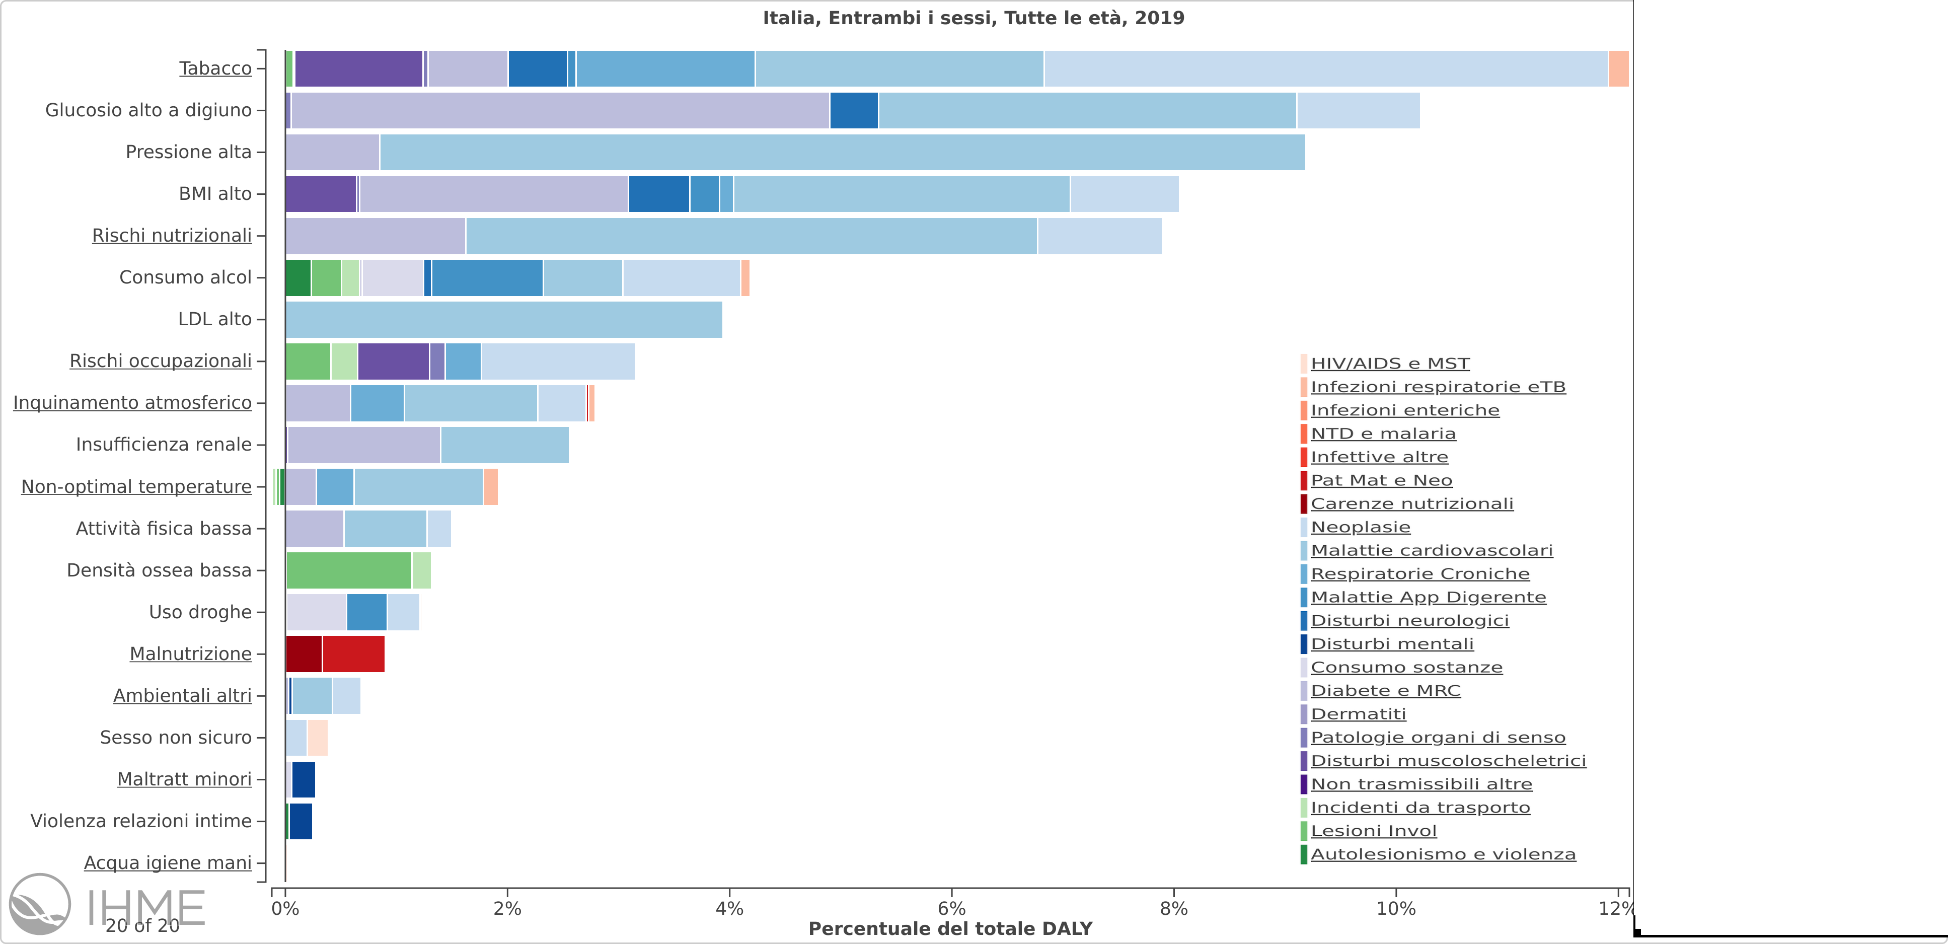 Italia, Entrambi i sessi, Tutte le età, 2019
Tabacco
Glucosio alto a digiuno
Pressione alta
BMI alto
Rischi nutrizionali
Consumo alcol
LDL alto
Rischi occupazionali
Inquinamento atmosferico
Insufficienza renale
Non-optimal temperature
Attività fisica bassa
Densità ossea bassa
Uso droghe
Malnutrizione
Ambientali altri
Sesso non sicuro
Maltratt minori
Violenza relazioni intime
Acqua igiene mani
HIV/AIDS e MST
Infezioni respiratorie eTB
Infezioni enteriche
NTD e malaria
Infettive altre
Pat Mat e Neo
Carenze nutrizionali
Neoplasie
Malattie cardiovascolari
Respiratorie Croniche
Malattie App Digerente
Disturbi neurologici
Disturbi mentali
Consumo sostanze
Diabete e MRC
Dermatiti
Patologie organi di senso
Disturbi muscoloscheletrici
Non trasmissibili altre
Incidenti da trasporto
Lesioni Invol
Autolesionismo e violenza
0% 2% 4% 6% 8% 10% 12%
IHME
20 of 20
Percentuale del totale DALY